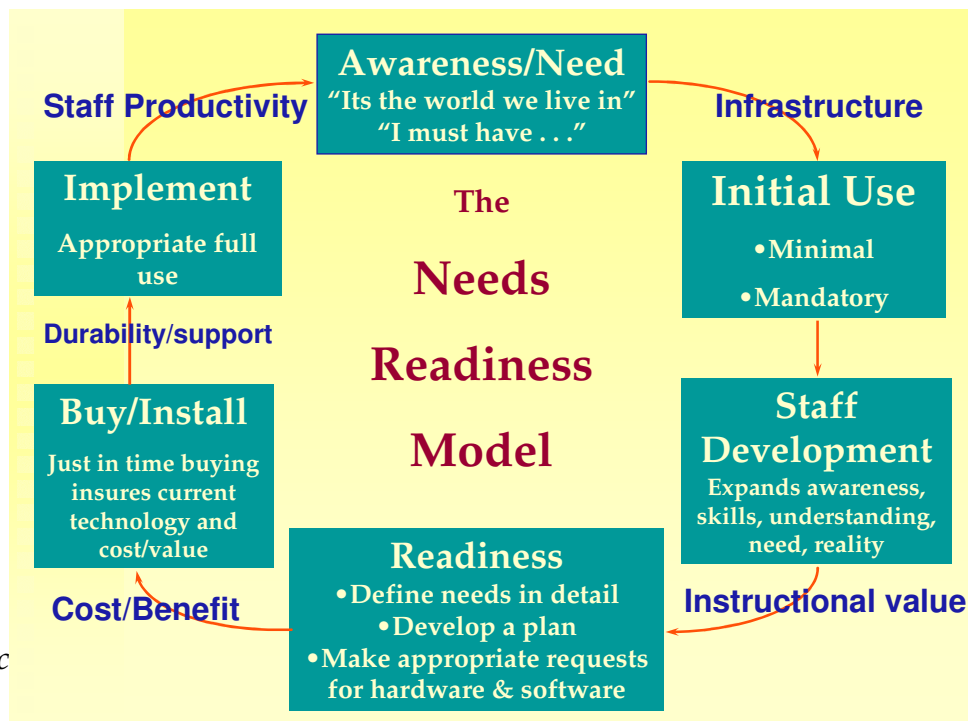 Awareness/Need
“Its the world we live in”
“I must have . . .”
Infrastructure
Initial Use
•Minimal
•Mandatory
Staff
Development
Expands awareness,
skills, understanding,
need, reality
Instructional value
Readiness
•Define needs in detail
•Develop a plan
•Make appropriate requests
for hardware & software
Cost/Benefit
Buy/Install
Just in time buying
insures current
technology and
cost/value
Durability/support
Implement
Appropriate full
use
Staff Productivity
The
Needs
Readiness
Model
c